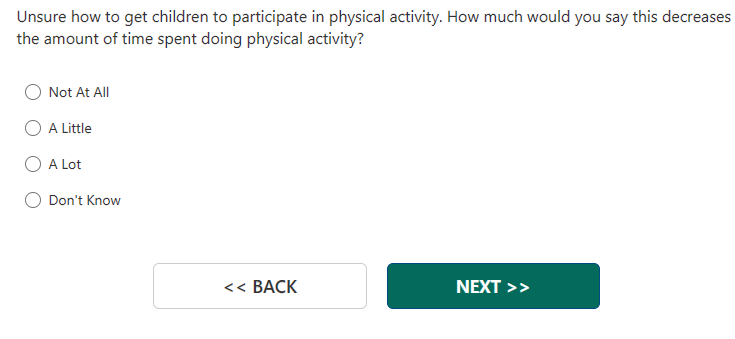 Unsure how to get children to participate in physical activity. How much would you say this decreases
the amount of time spent doing physical activity?
Not At All
A Little
A Lot
Don't Know
<< BACK
NEXT >>